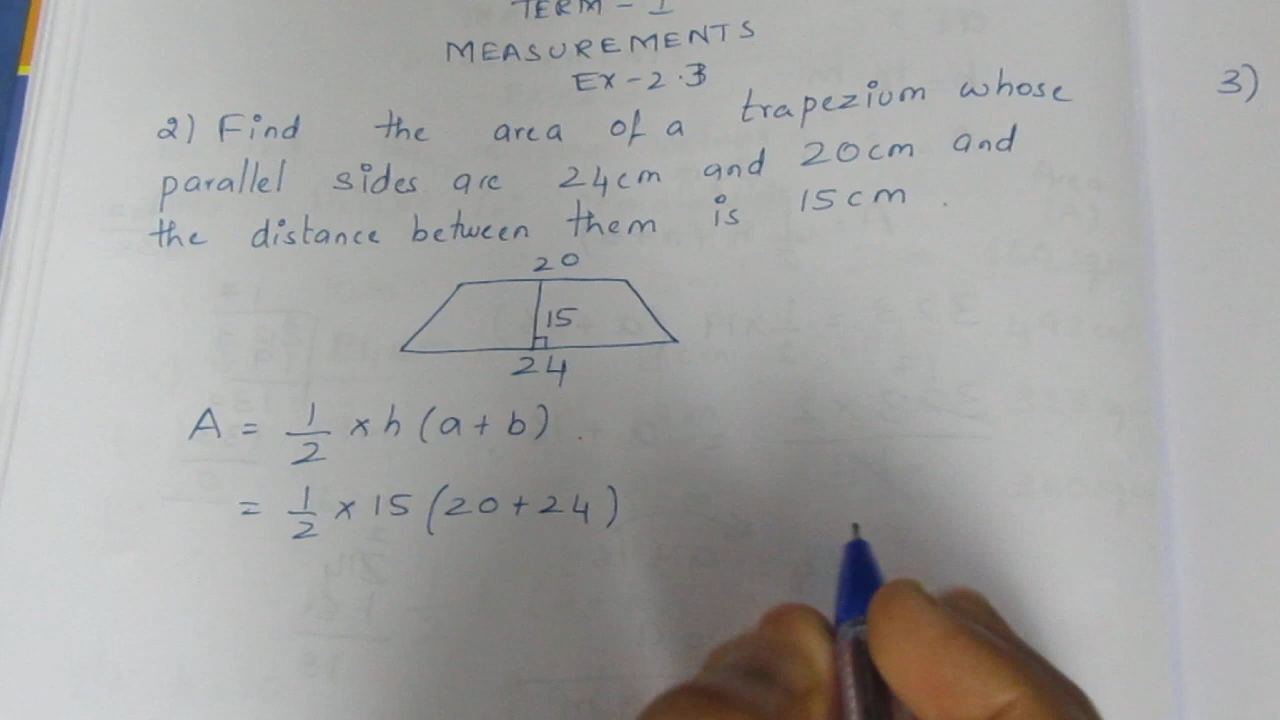 TERM - I
MEASUREMENTS
EX - 2.3
2) Find the area of a trapezium whose
parallel sides are 24cm and 20cm and
the distance between them is 15cm.
20
15
24
A = 1/2 × h (a + b).
= 1/2 × 15 (20 + 24)
3)